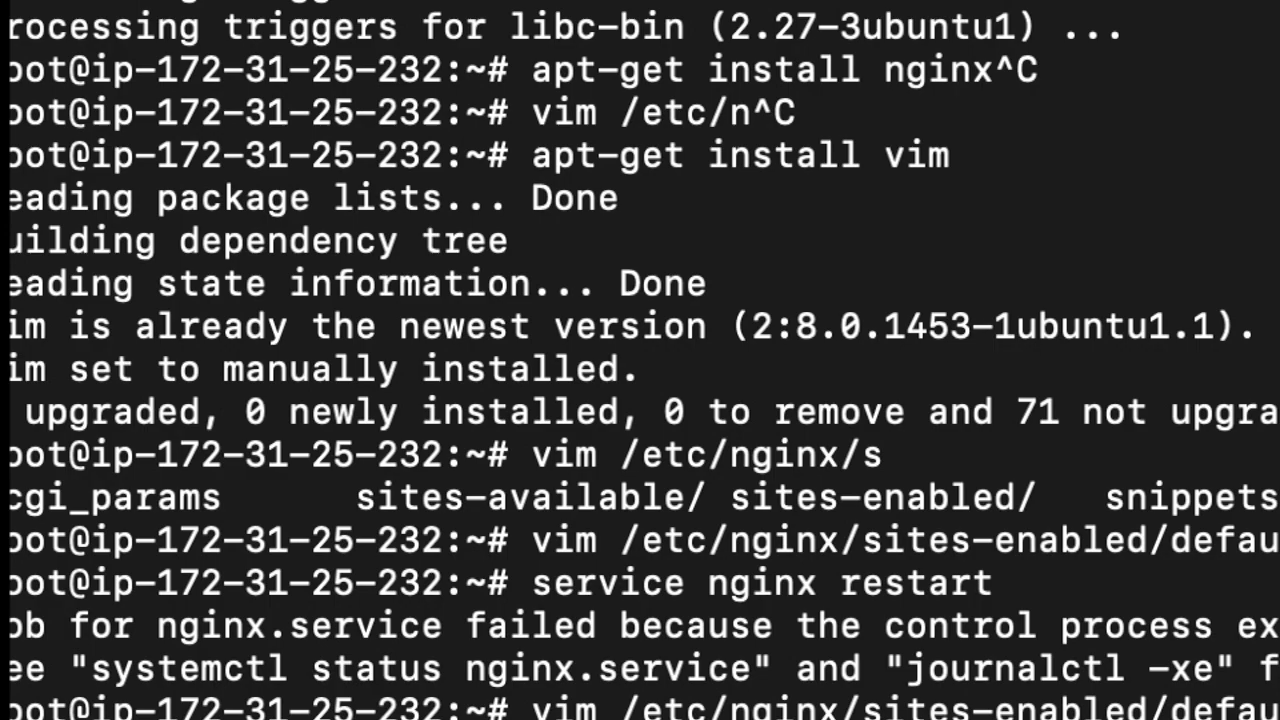 rocessing triggers for libc-bin (2.27-3ubuntu1) ...
oot@ip-172-31-25-232:~# apt-get install nginx^C
oot@ip-172-31-25-232:~# vim /etc/n^C
oot@ip-172-31-25-232:~# apt-get install vim
eading package lists... Done
uilding dependency tree
eading state information... Done
im is already the newest version (2:8.0.1453-1ubuntu1.1).
im set to manually installed.
upgraded, 0 newly installed, 0 to remove and 71 not upgra
oot@ip-172-31-25-232:~# vim /etc/nginx/s
cgi_params sites-available/ sites-enabled/ snippets
oot@ip-172-31-25-232:~# vim /etc/nginx/sites-enabled/defau
oot@ip-172-31-25-232:~# service nginx restart
ob for nginx.service failed because the control process ex
ee "systemctl status nginx.service" and "journalctl -xe" f
oot@ip-172-31-25-232:~# vim /etc/nginx/sites-enabled/defau